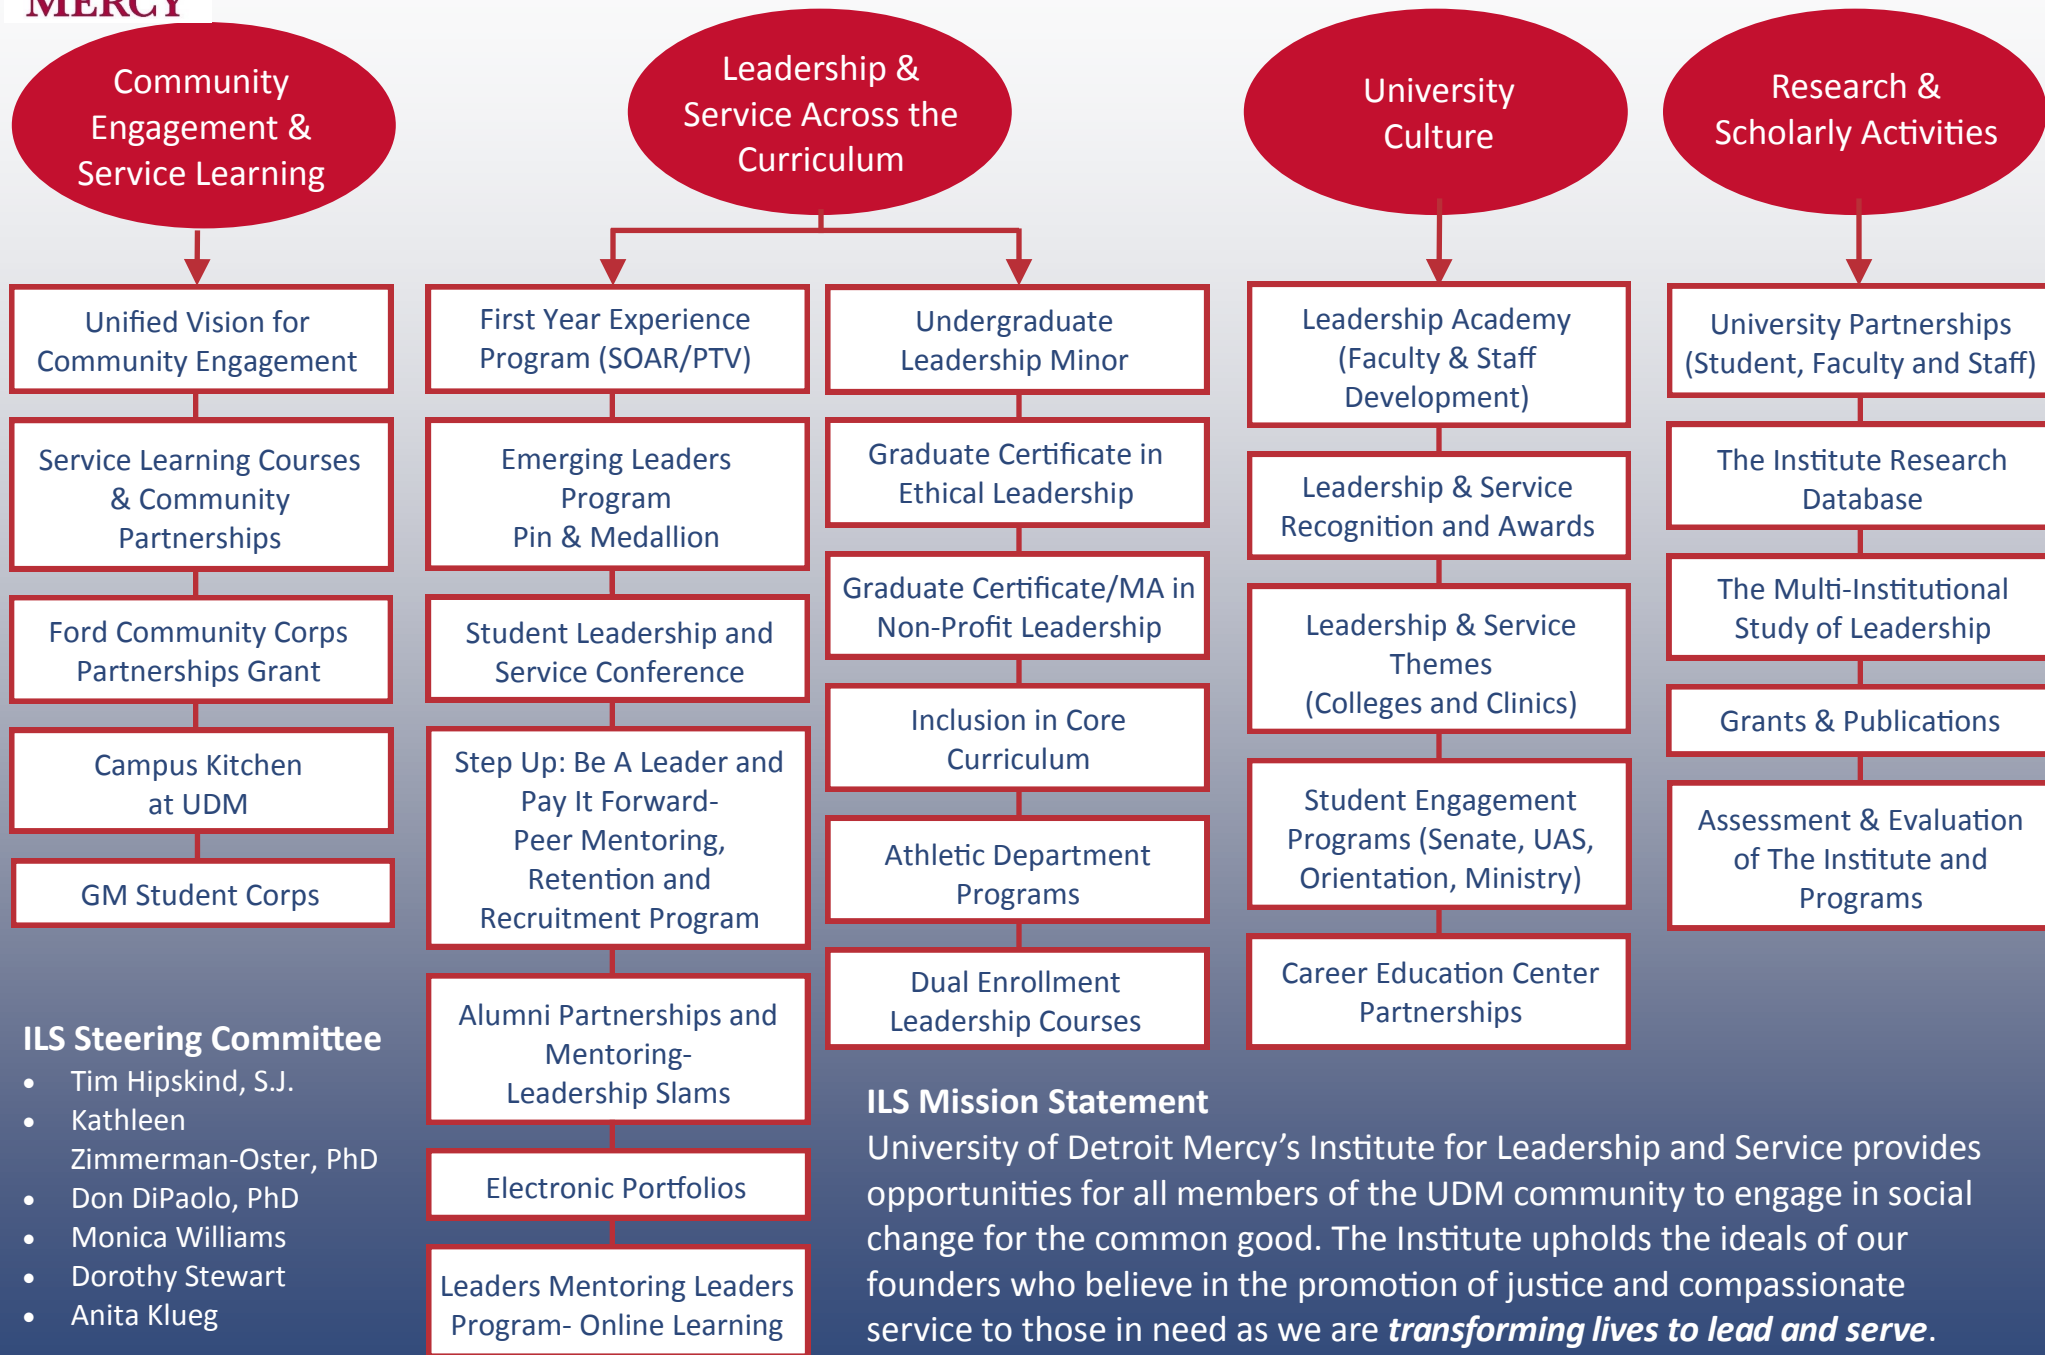 MERCY
Community
Engagement &
Service Learning
Leadership &
Service Across the
Curriculum
University
Culture
Research &
Scholarly Activities
Unified Vision for
Community Engagement
Service Learning Courses
& Community
Partnerships
Ford Community Corps
Partnerships Grant
Campus Kitchen
at UDM
GM Student Corps
First Year Experience
Program (SOAR/PTV)
Emerging Leaders
Program
Pin & Medallion
Student Leadership and
Service Conference
Step Up: Be A Leader and
Pay It Forward-
Peer Mentoring,
Retention and
Recruitment Program
Alumni Partnerships and
Mentoring-
Leadership Slams
Electronic Portfolios
Leaders Mentoring Leaders
Program- Online Learning
Undergraduate
Leadership Minor
Graduate Certificate in
Ethical Leadership
Graduate Certificate/MA in
Non-Profit Leadership
Inclusion in Core
Curriculum
Athletic Department
Programs
Dual Enrollment
Leadership Courses
Leadership Academy
(Faculty & Staff
Development)
Leadership & Service
Recognition and Awards
Leadership & Service
Themes
(Colleges and Clinics)
Student Engagement
Programs (Senate, UAS,
Orientation, Ministry)
Career Education Center
Partnerships
University Partnerships
(Student, Faculty and Staff)
The Institute Research
Database
The Multi-Institutional
Study of Leadership
Grants & Publications
Assessment & Evaluation
of The Institute and
Programs
ILS Steering Committee
• Tim Hipskind, S.J.
• Kathleen
Zimmerman-Oster, PhD
• Don DiPaolo, PhD
• Monica Williams
• Dorothy Stewart
• Anita Klueg
ILS Mission Statement
University of Detroit Mercy’s Institute for Leadership and Service provides
opportunities for all members of the UDM community to engage in social
change for the common good. The Institute upholds the ideals of our
founders who believe in the promotion of justice and compassionate
service to those in need as we are transforming lives to lead and serve.